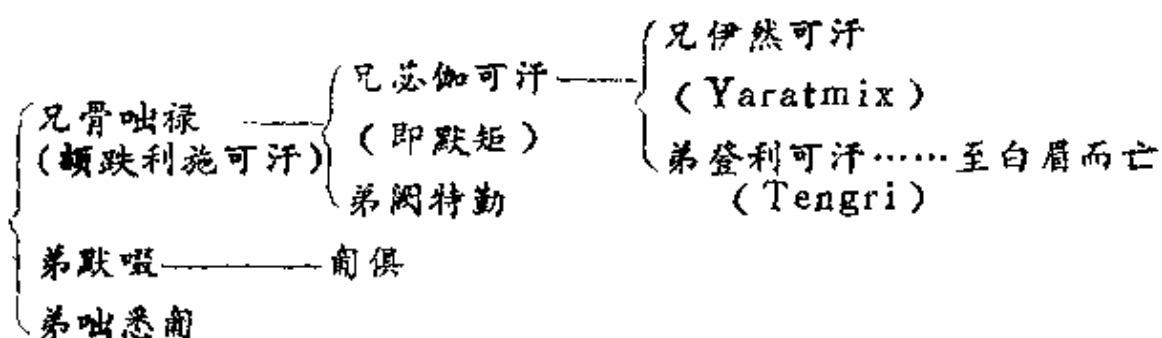 兄伊然可汗
兄苾伽可汗
(Yaratmix)
兄骨咄禄
(即默矩)
(頡跌利施可汗)
弟登利可汗……至白眉而亡
弟阙特勤
(Tengri)
弟默啜
匐俱
弟咄悉匐